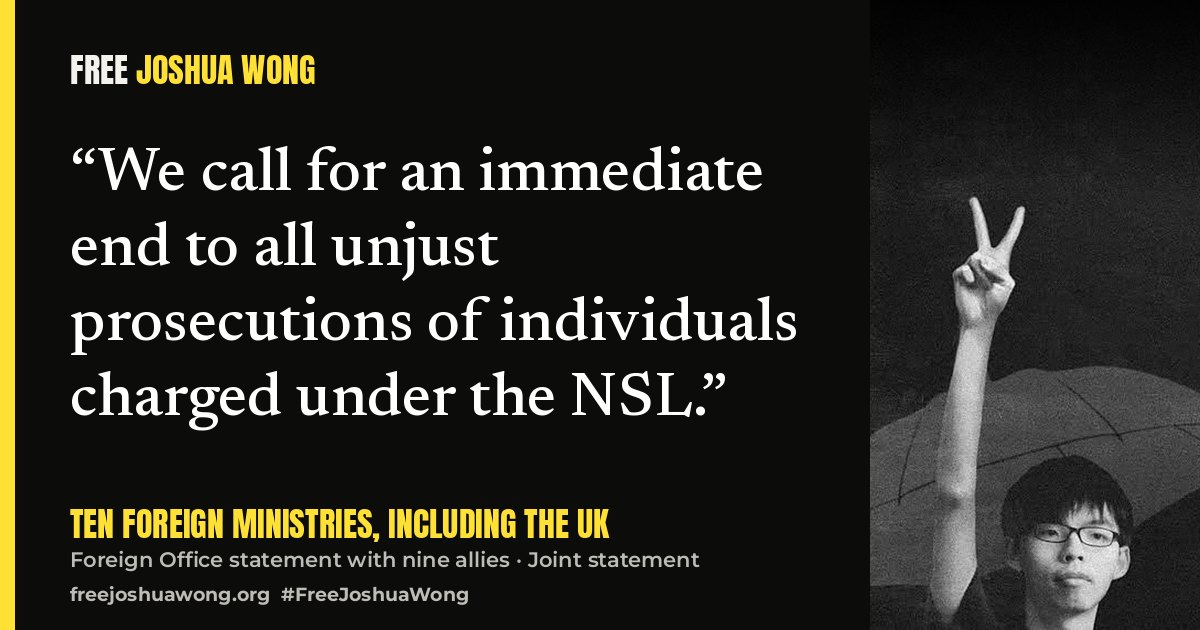 FREE JOSHUA WONG
“We call for an immediate
end to all unjust
prosecutions of individuals
charged under the NSL.”
TEN FOREIGN MINISTRIES, INCLUDING THE UK
Foreign Office statement with nine allies · Joint statement
freejoshuawong.org #FreeJoshuaWong